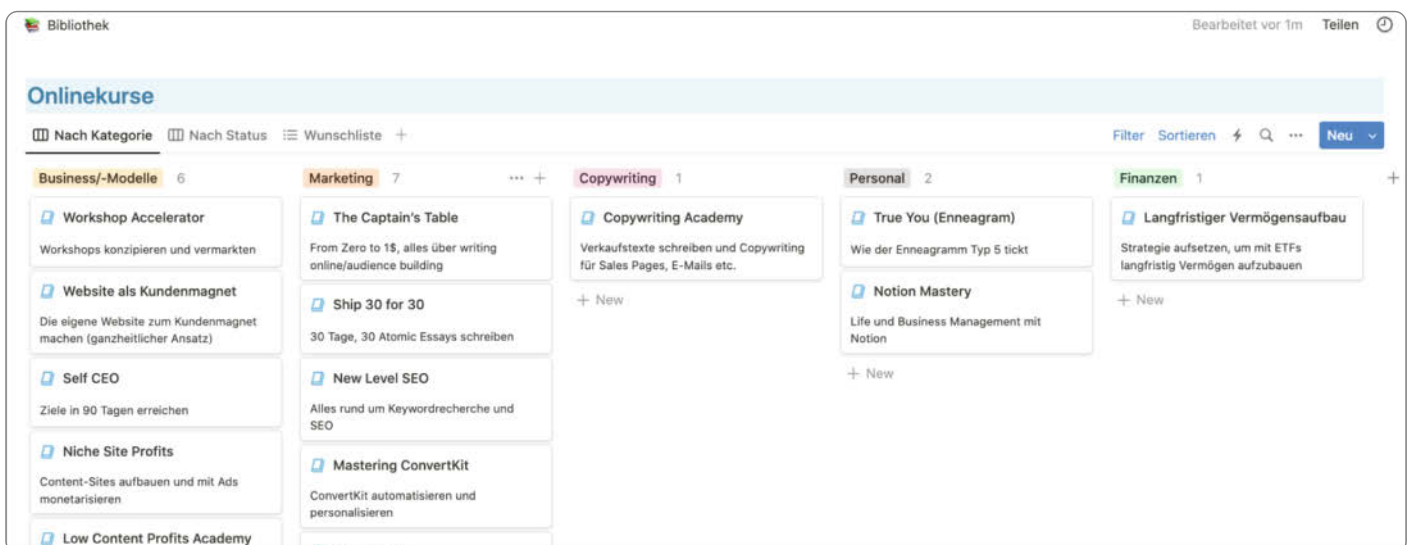 Bibliothek
Bearbeitet vor 1m Teilen
Onlinekurse
Nach Kategorie Nach Status Wunschliste +
Filter Sortieren ... Neu
Business/-Modelle 6
Workshop Accelerator
Workshops konzipieren und vermarkten
Website als Kundenmagnet
Die eigene Website zum Kundenmagnet
machen (ganzheitlicher Ansatz)
Self CEO
Ziele in 90 Tagen erreichen
Niche Site Profits
Content-Sites aufbauen und mit Ads
monetarisieren
Low Content Profits Academy
Marketing 7 ... +
The Captain's Table
From Zero to 1$, alles über writing
online/audience building
Ship 30 for 30
30 Tage, 30 Atomic Essays schreiben
New Level SEO
Alles rund um Keywordrecherche und
SEO
Mastering ConvertKit
ConvertKit automatisieren und
personalisieren
Copywriting 1
Copywriting Academy
Verkaufstexte schreiben und Copywriting
für Sales Pages, E-Mails etc.
+ New
Personal 2
True You (Enneagram)
Wie der Enneagramm Typ 5 tickt
Notion Mastery
Life und Business Management mit
Notion
+ New
Finanzen 1 +
Langfristiger Vermögensaufbau
Strategie aufsetzen, um mit ETFs
langfristig Vermögen aufzubauen
+ New